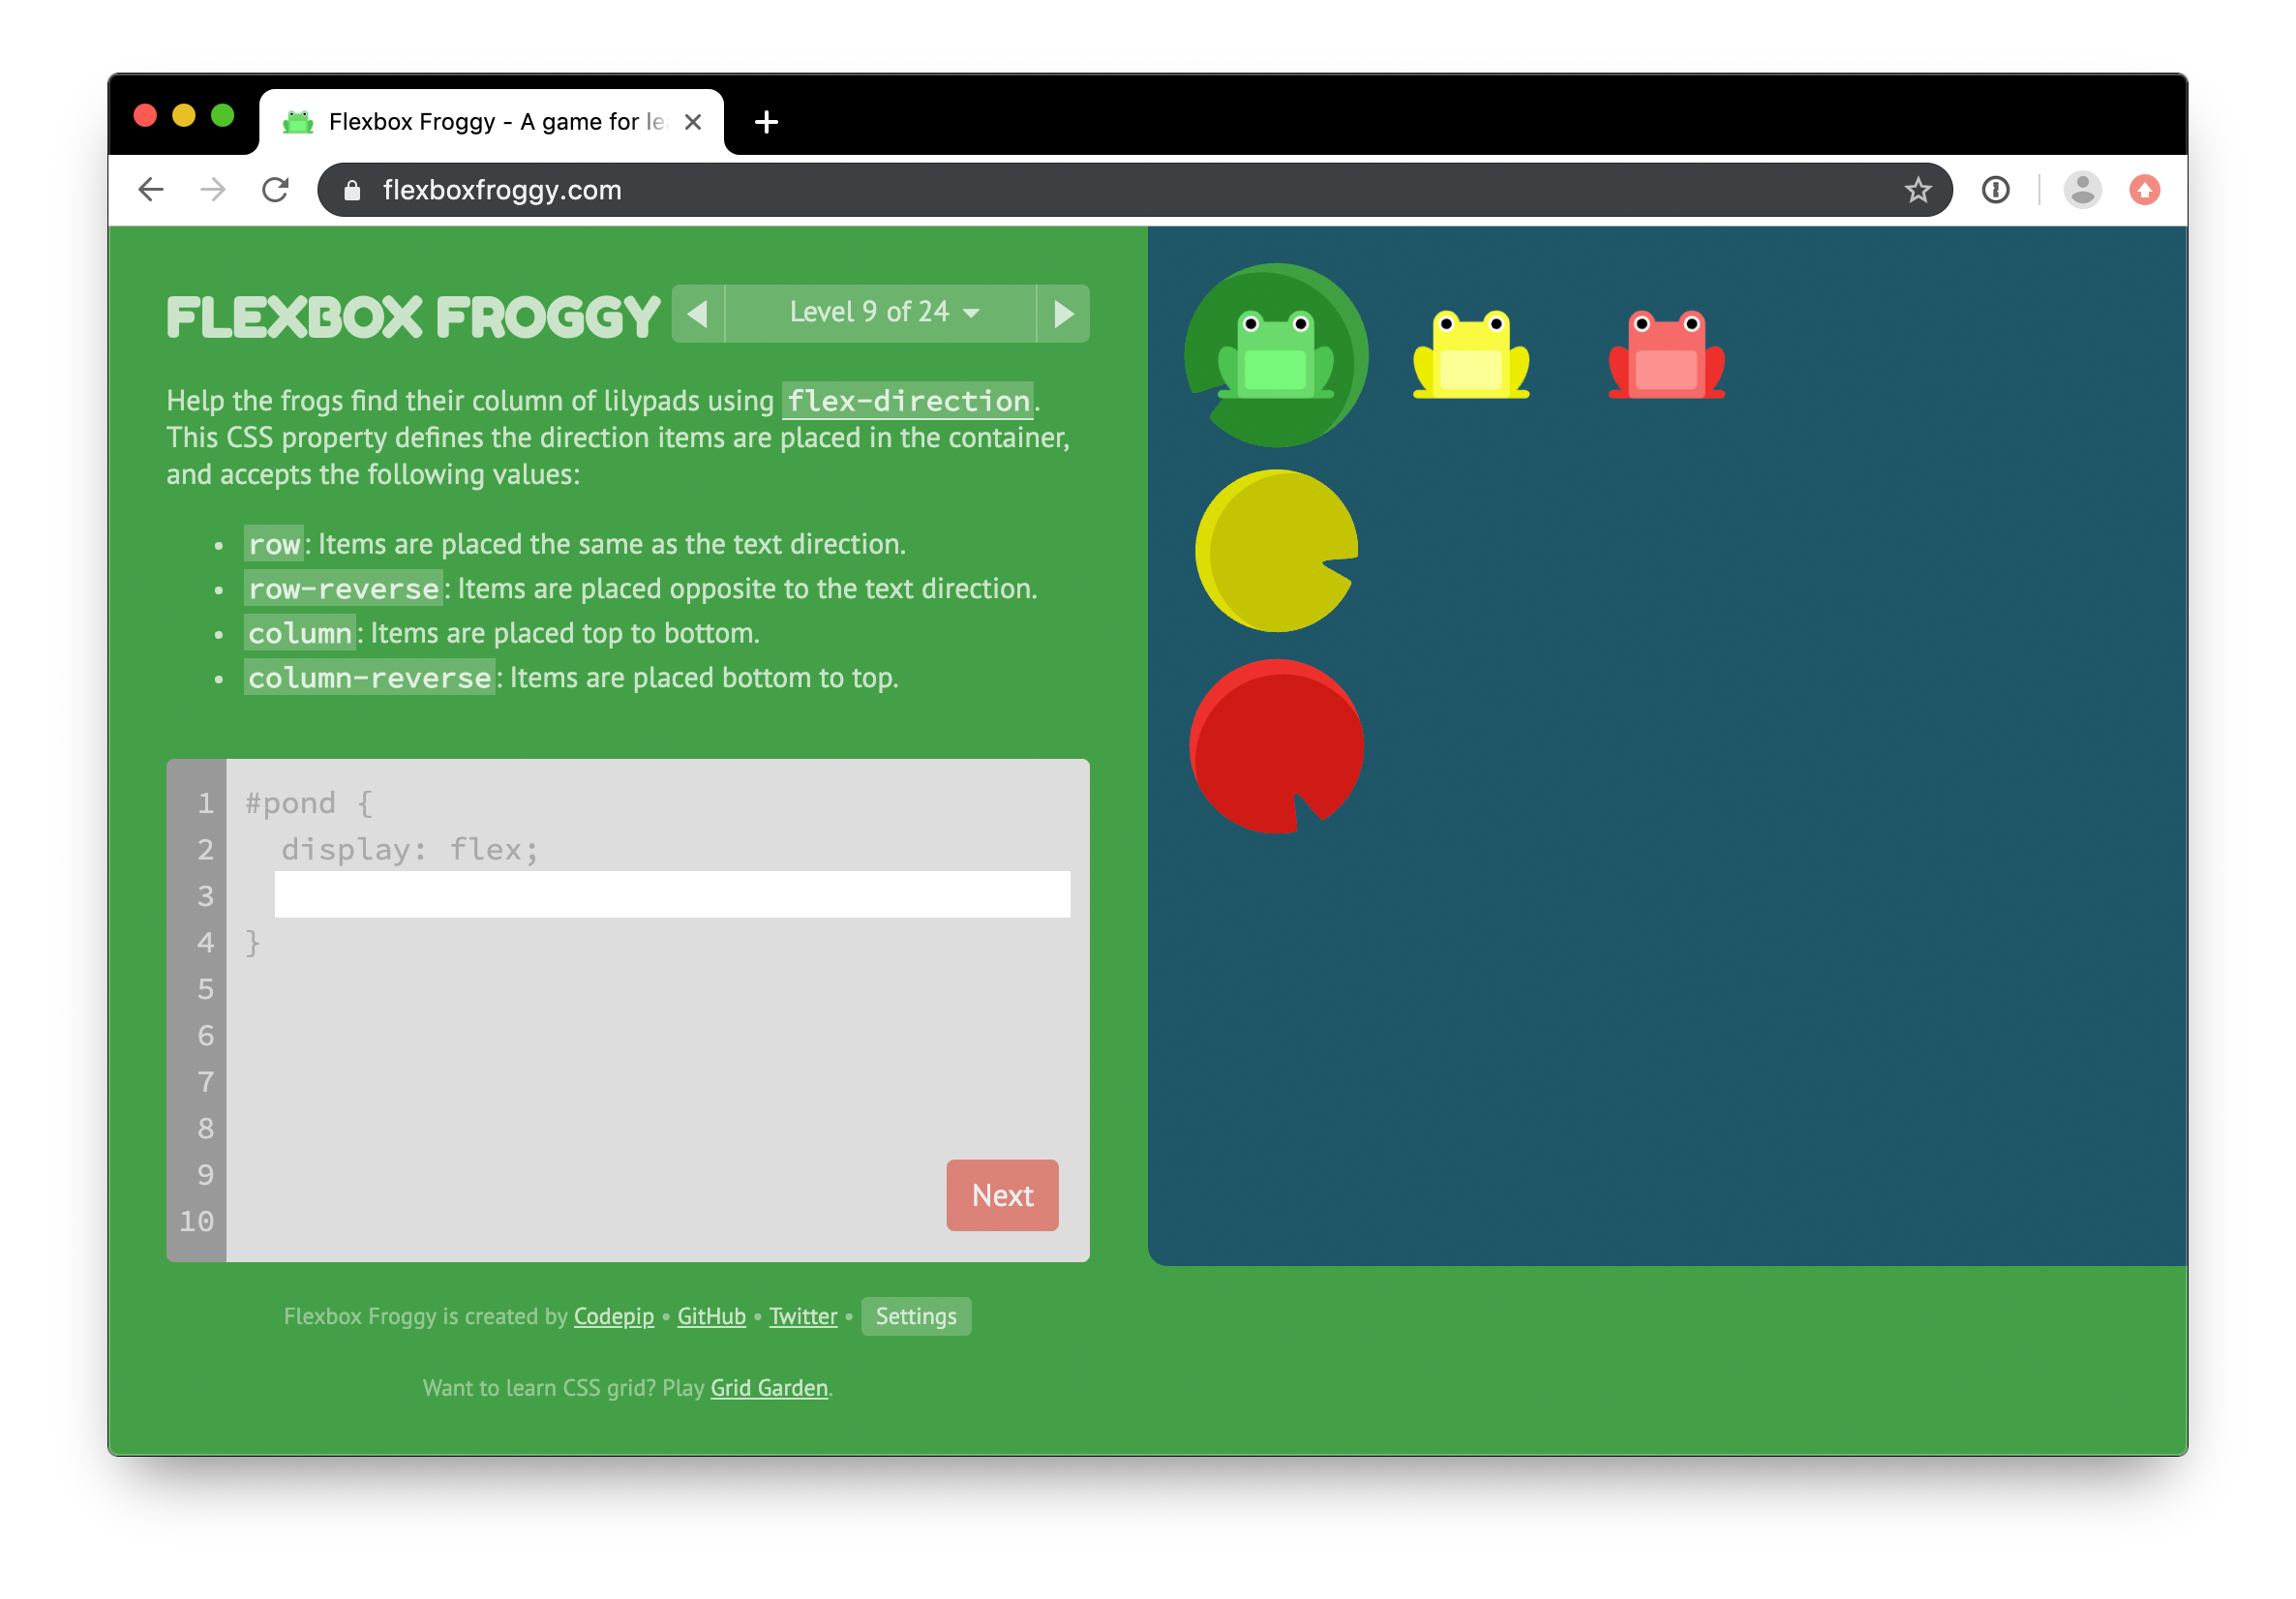 Flexbox Froggy - A game for le
flexboxfroggy.com
FLEXBOX FROGGY
Level 9 of 24
Help the frogs find their column of lilypads using flex-direction.
This CSS property defines the direction items are placed in the container,
and accepts the following values:
• row: Items are placed the same as the text direction.
• row-reverse: Items are placed opposite to the text direction.
• column: Items are placed top to bottom.
• column-reverse: Items are placed bottom to top.
1 #pond {
2 display: flex;
3
4 }
5
6
7
8
9
10
Next
Flexbox Froggy is created by Codepip • GitHub • Twitter • Settings
Want to learn CSS grid? Play Grid Garden.